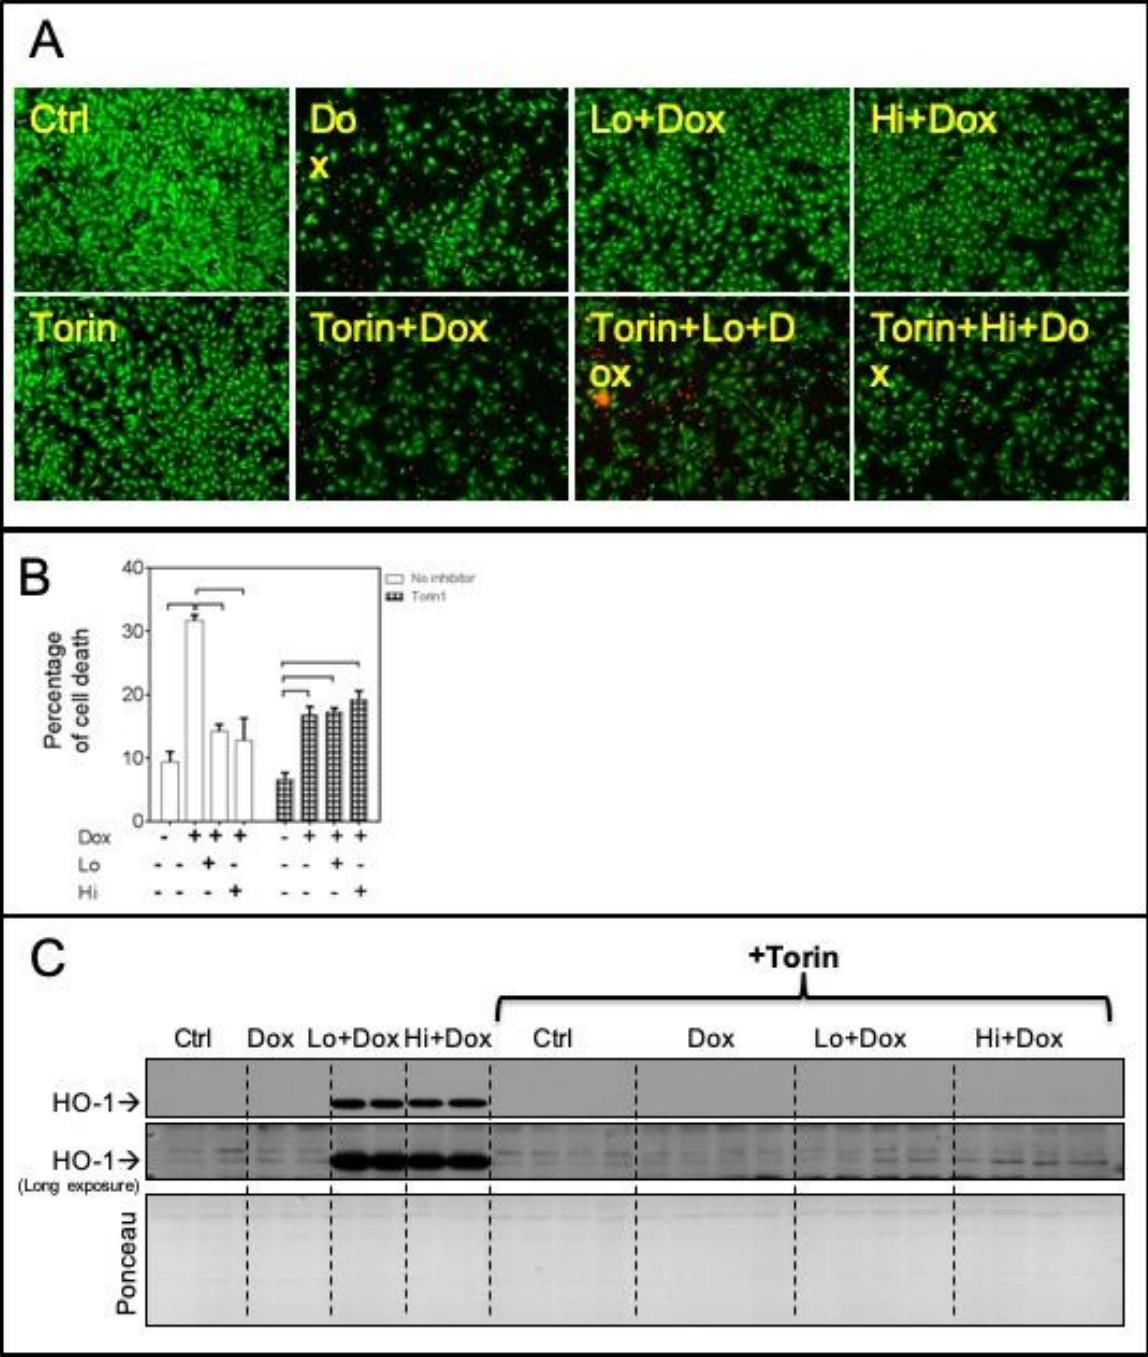 A
Ctrl
Do
x
Lo+Dox
Hi+Dox
Torin
Torin+Dox
Torin+Lo+D
ox
Torin+Hi+Do
x
B
Percentage
of cell death
40
30
20
10
0
No inhibitor
Torin1
Dox - + + + - + + +
Lo - - + - - - + -
Hi - - - + - - - +
C
+Torin
Ctrl Dox Lo+Dox Hi+Dox Ctrl Dox Lo+Dox Hi+Dox
HO-1→
HO-1→
(Long exposure)
Ponceau